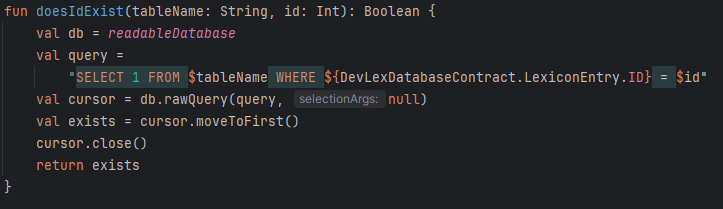 fun doesIdExist(tableName: String, id: Int): Boolean {
    val db = readableDatabase
    val query =
        "SELECT 1 FROM $tableName WHERE ${DevLexDatabaseContract.LexiconEntry.ID} = $id"
    val cursor = db.rawQuery(query, selectionArgs: null)
    val exists = cursor.moveToFirst()
    cursor.close()
    return exists
}